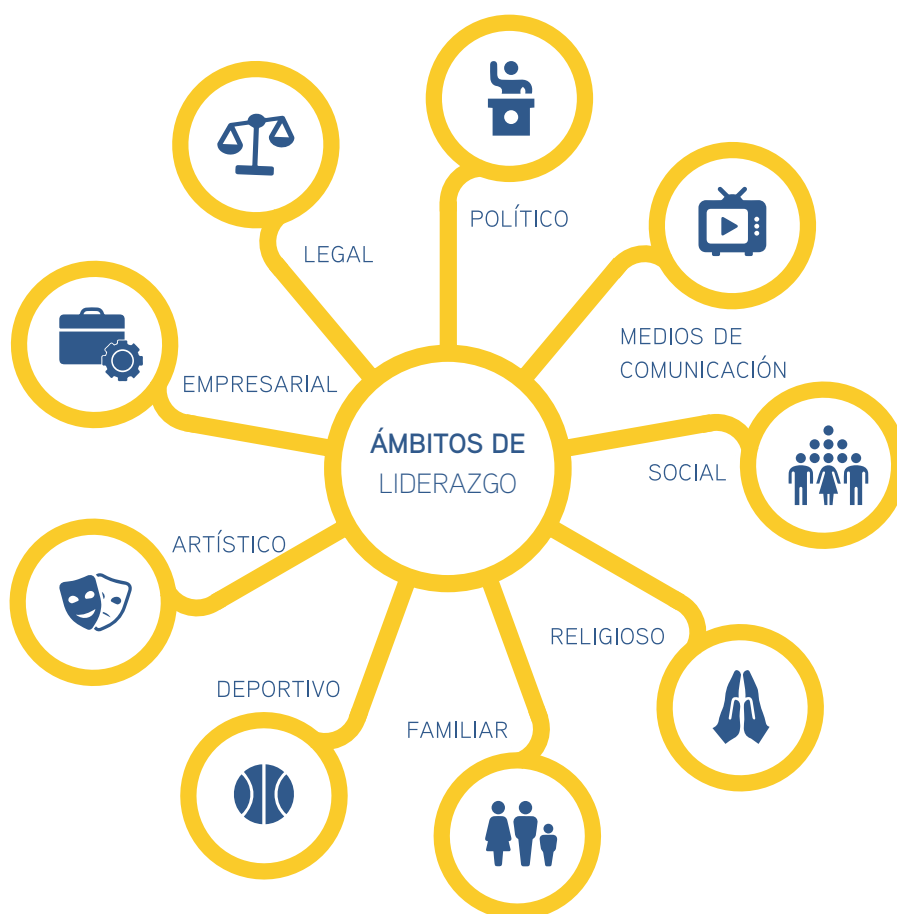 POLÍTICO
LEGAL
MEDIOS DE
COMUNICACIÓN
EMPRESARIAL
ÁMBITOS DE
LIDERAZGO
SOCIAL
ARTÍSTICO
RELIGIOSO
DEPORTIVO
FAMILIAR